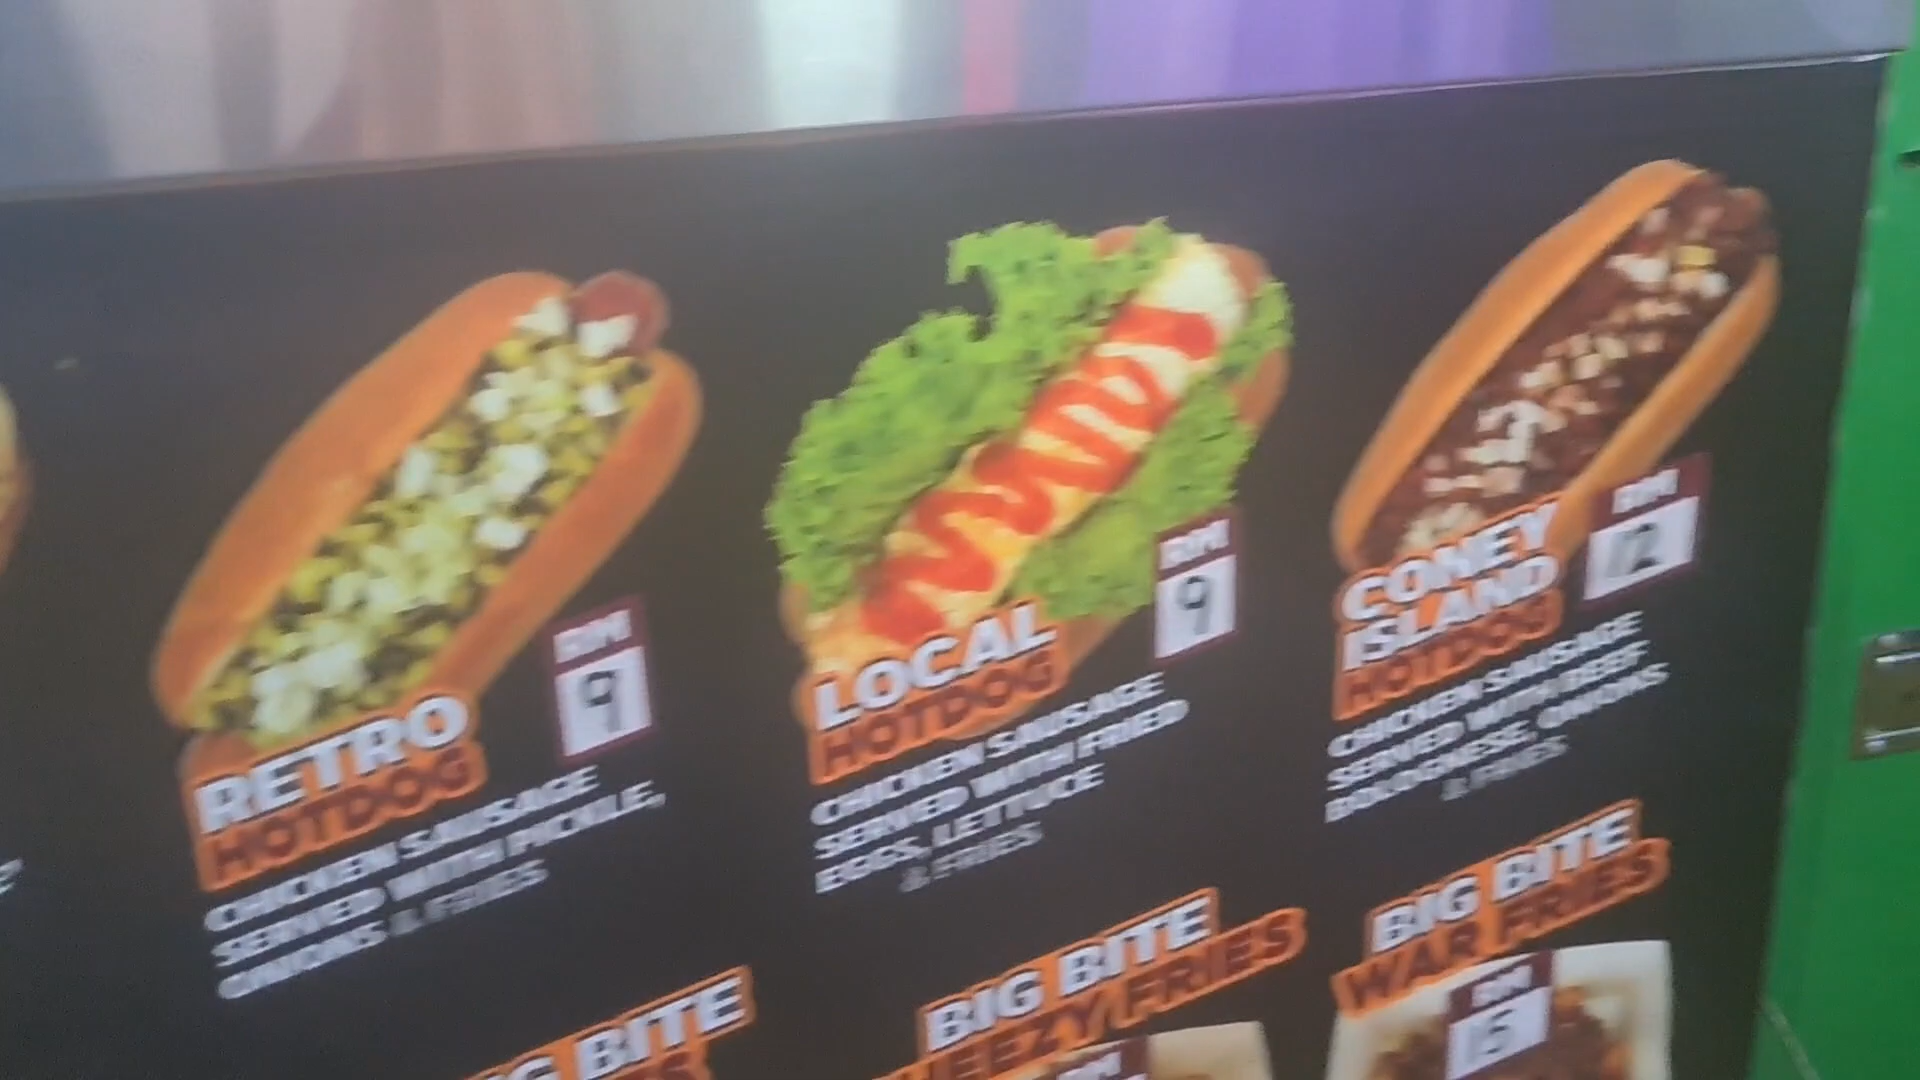 RETRO
HOTDOG
RM
9
CHICKEN SAUSAGE
SERVED WITH PICKLE,
ONIONS & FRIES
LOCAL
HOTDOG
RM
9
CHICKEN SAUSAGE
SERVED WITH FRIED
EGGS, LETTUCE
& FRIES
CONEY
ISLAND
HOTDOG
RM
12
CHICKEN SAUSAGE
SERVED WITH BEEF
BOLOGNESE, ONIONS
& FRIES
BITE
BIG BITE
FRIES
RM
BIG BITE
WAR FRIES
RM
15